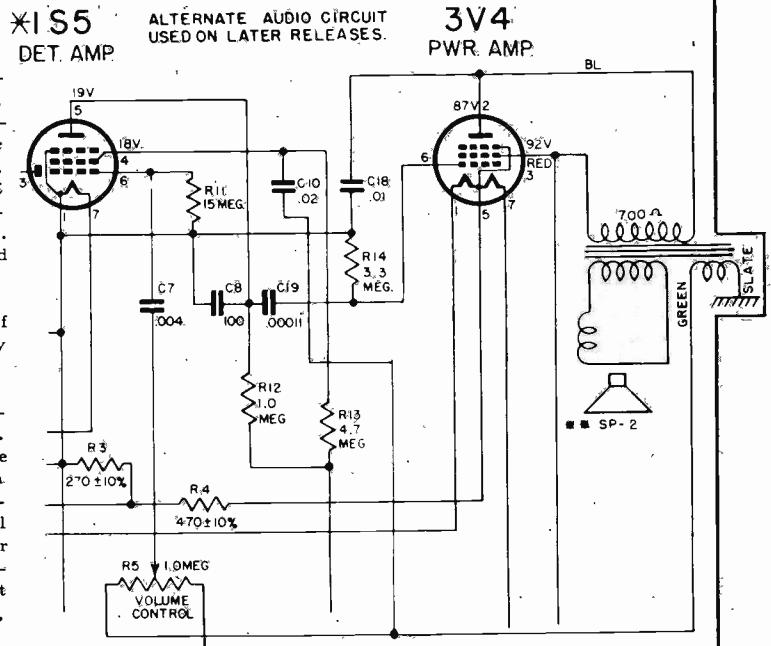 *1S5
DET. AMP.
ALTERNATE AUDIO CIRCUIT
USED ON LATER RELEASES.
3V4
PWR. AMP.
BL
19V
5
18V.
4
6
3
1
7
R11
15 MEG.
C10
.02
C18
.01
87V 2
6
92V
RED
3
1
5
7
700 Ω
R14
3.3
MEG.
C7
.004
C8
100
C19
.00011
GREEN
SLATE
R12
1.0
MEG
R13
4.7
MEG
SP-2
R3
270 ±10%
R4
470±10%
R5 1.0MEG
VOLUME
CONTROL